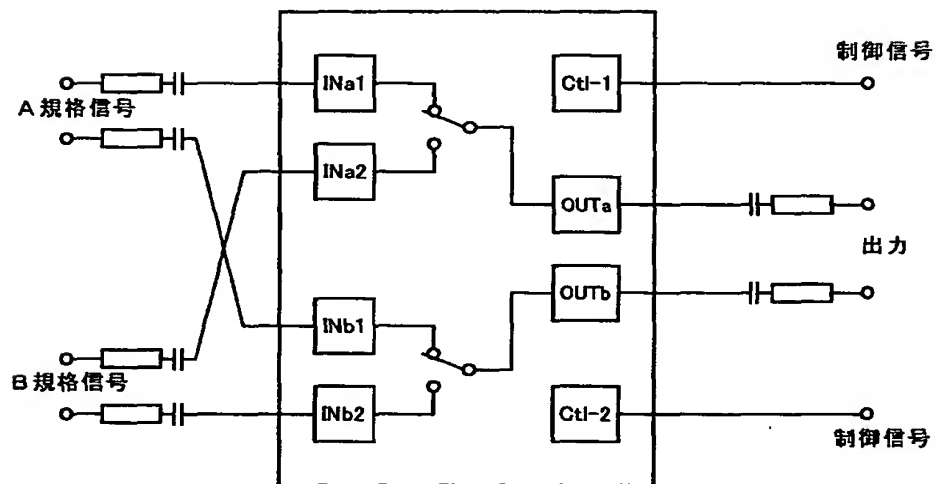 制御信号
INa1
Ctl-1
A規格信号
INa2
OUTa
出力
OUTb
INb1
B規格信号
INb2
Ctl-2
制御信号